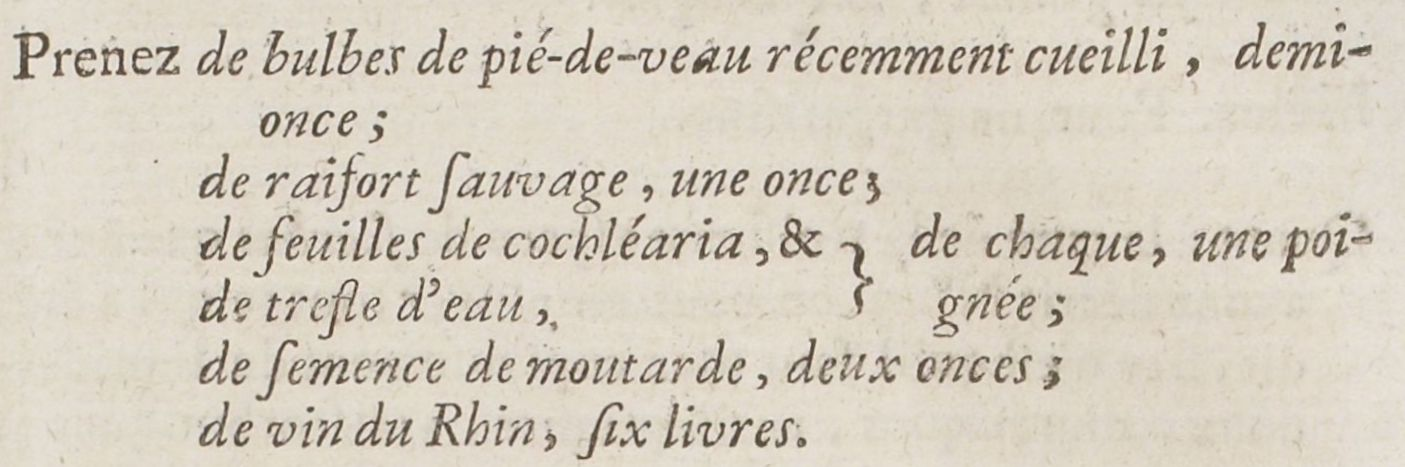 Prenez de bulbes de pié-de-veau récemment cueilli, demi-
once;
de raifort ſauvage, une once;
de feuilles de cochléaria, & } de chaque, une poi-
de trefle d'eau, gnée;
de ſemence de moutarde, deux onces;
de vin du Rhin, ſix livres.